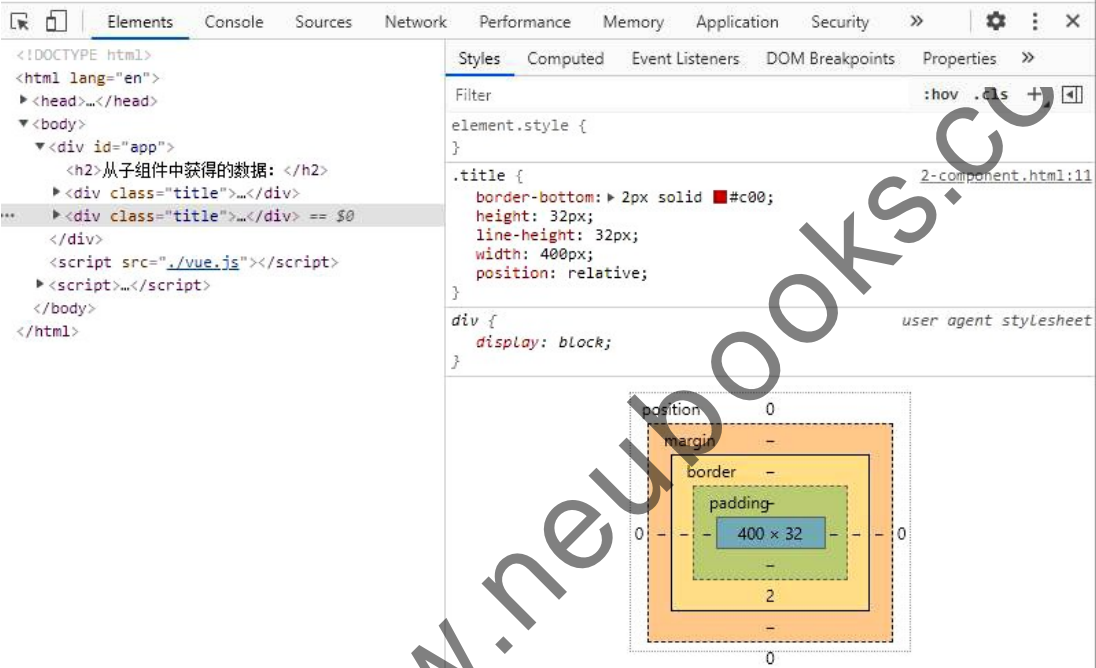 Elements Console Sources Network Performance Memory Application Security »
<!DOCTYPE html>
<html lang="en">
▶<head>…</head>
▼<body>
▼<div id="app">
<h2>从子组件中获得的数据：</h2>
▶<div class="title">…</div>
··· ▶<div class="title">…</div> == $0
</div>
<script src="./vue.js"></script>
▶<script>…</script>
</body>
</html>
Styles Computed Event Listeners DOM Breakpoints Properties »
Filter :hov .cls +
element.style {
}
.title { 2-component.html:11
border-bottom:▶ 2px solid #c00;
height: 32px;
line-height: 32px;
width: 400px;
position: relative;
}
div { user agent stylesheet
display: block;
}
position 0
margin –
border –
padding –
0 – – – 400 × 32 – – – 0
–
2
–
0
w.neubooks.co